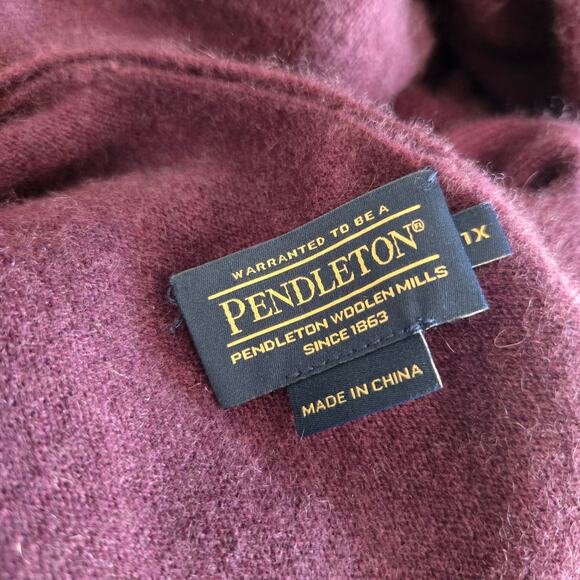 WARRANTED TO BE A
PENDLETON®
PENDLETON WOOLEN MILLS
SINCE 1863
1X
MADE IN CHINA